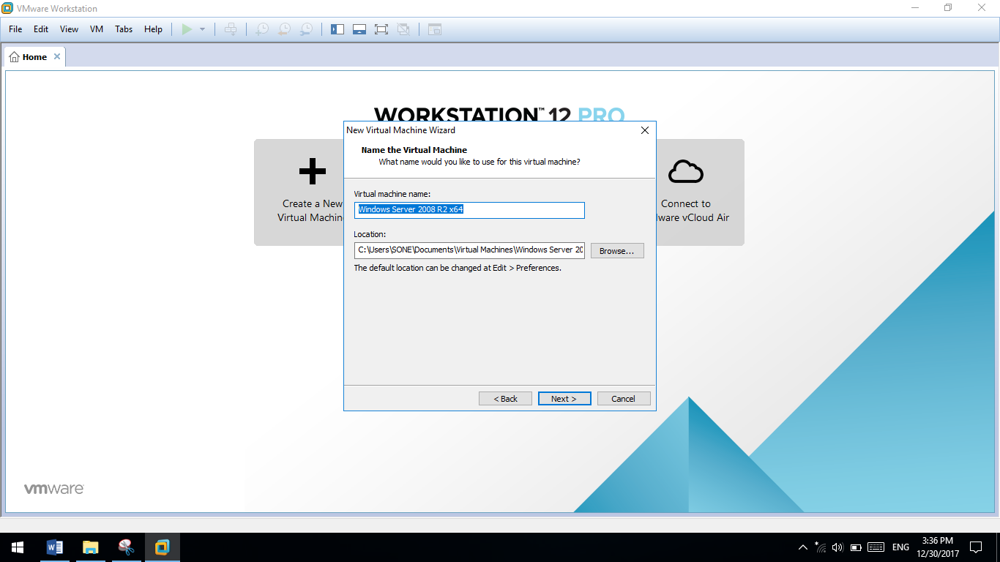 VMware Workstation
File Edit View VM Tabs Help
Home
WORKSTATION™ 12 PRO
New Virtual Machine Wizard
Name the Virtual Machine
What name would you like to use for this virtual machine?
Create a New
Virtual Machin
Connect to
ware vCloud Air
Virtual machine name:
Windows Server 2008 R2 x64
Location:
C:\Users\SONE\Documents\Virtual Machines\Windows Server 20
Browse...
The default location can be changed at Edit > Preferences.
< Back Next > Cancel
vmware
ENG
3:36 PM
12/30/2017